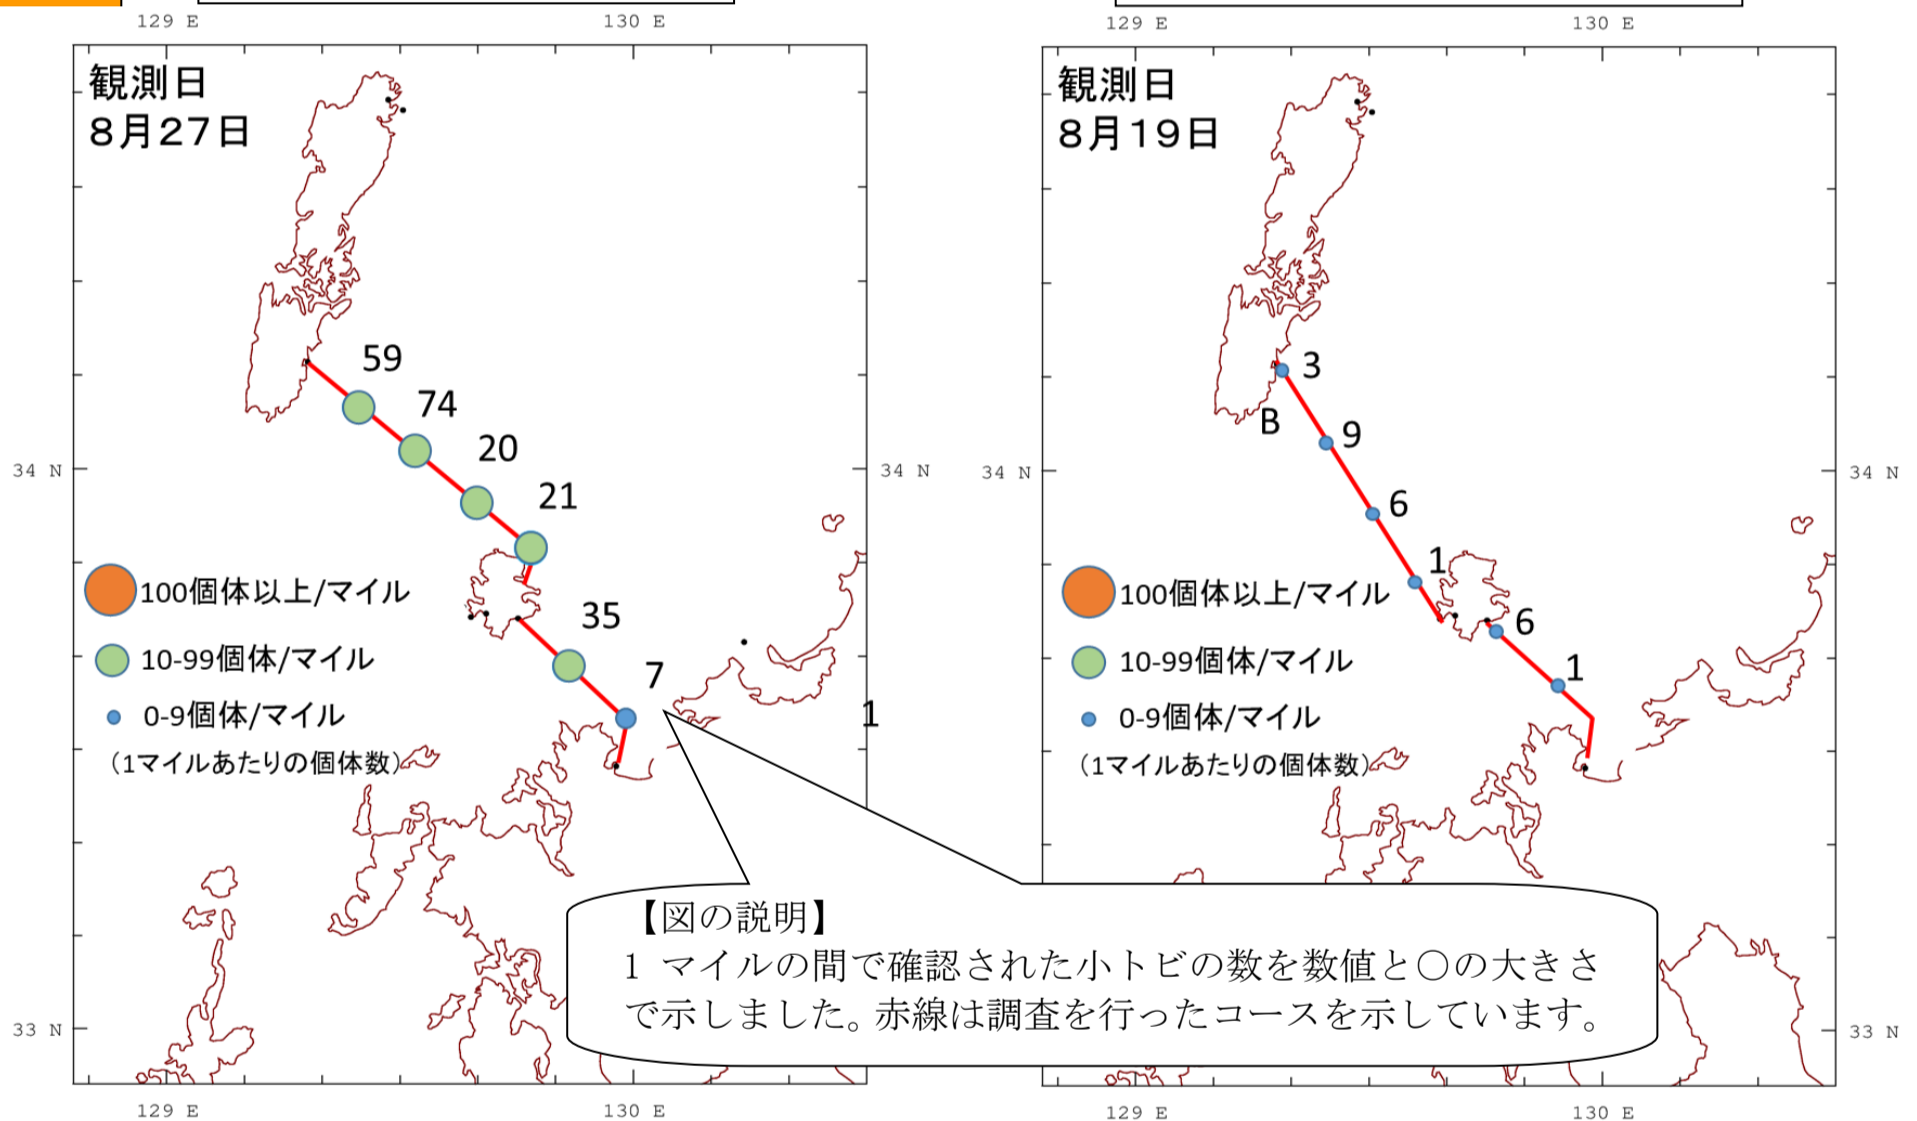 129 E
130 E
観測日
8月27日
59
74
20
21
35
7
1
34 N
34 N
100個体以上/マイル
10-99個体/マイル
0-9個体/マイル
(1マイルあたりの個体数)
33 N
129 E
130 E
129 E
130 E
観測日
8月19日
3
B
9
6
1
6
1
34 N
34 N
100個体以上/マイル
10-99個体/マイル
0-9個体/マイル
(1マイルあたりの個体数)
33 N
129 E
130 E
【図の説明】
1 マイルの間で確認された小トビの数を数値と○の大きさ
で示しました。赤線は調査を行ったコースを示しています。